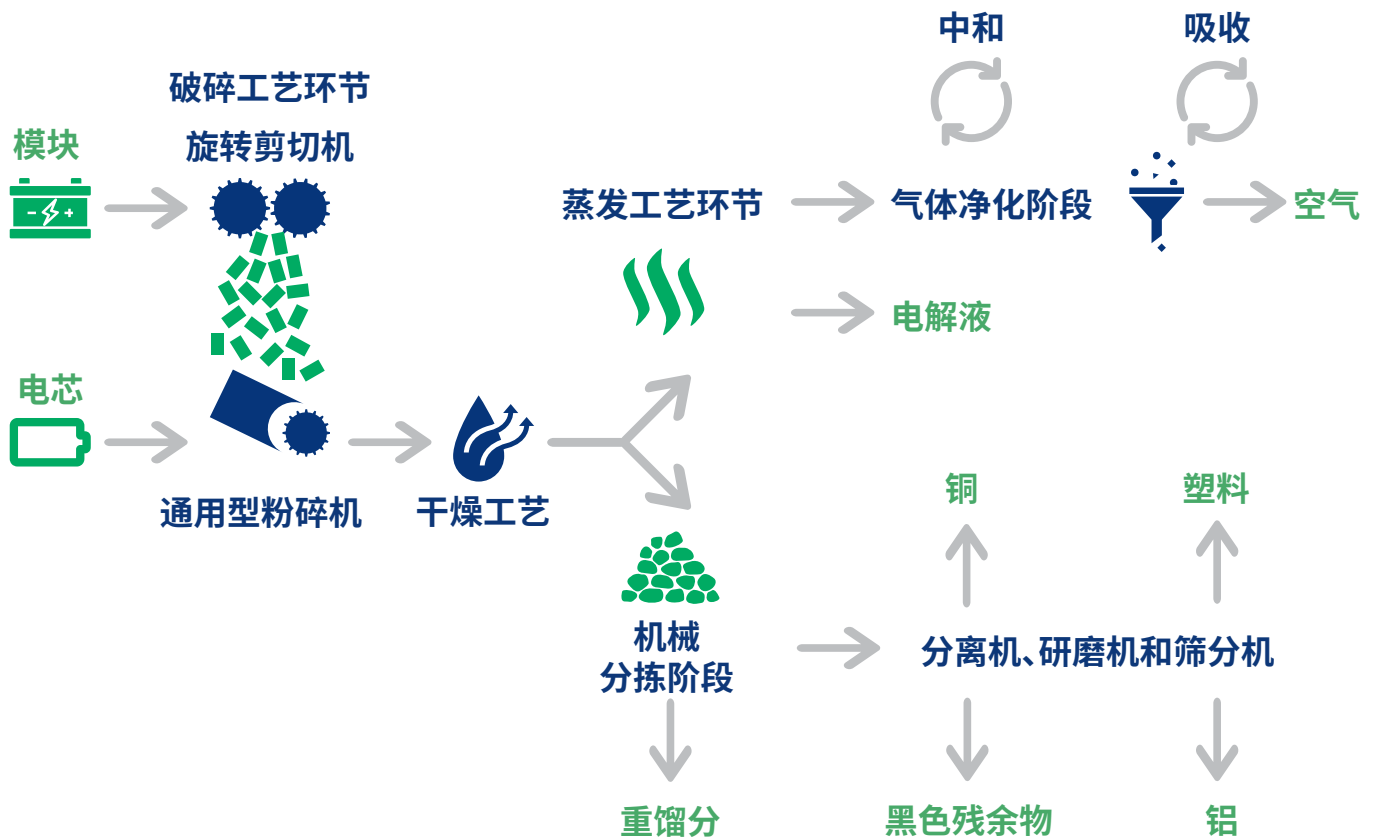 中和
吸收
破碎工艺环节
模块
旋转剪切机
蒸发工艺环节
气体净化阶段
空气
电解液
电芯
通用型粉碎机
干燥工艺
铜
塑料
机械
分拣阶段
分离机、研磨机和筛分机
重馏分
黑色残余物
铝